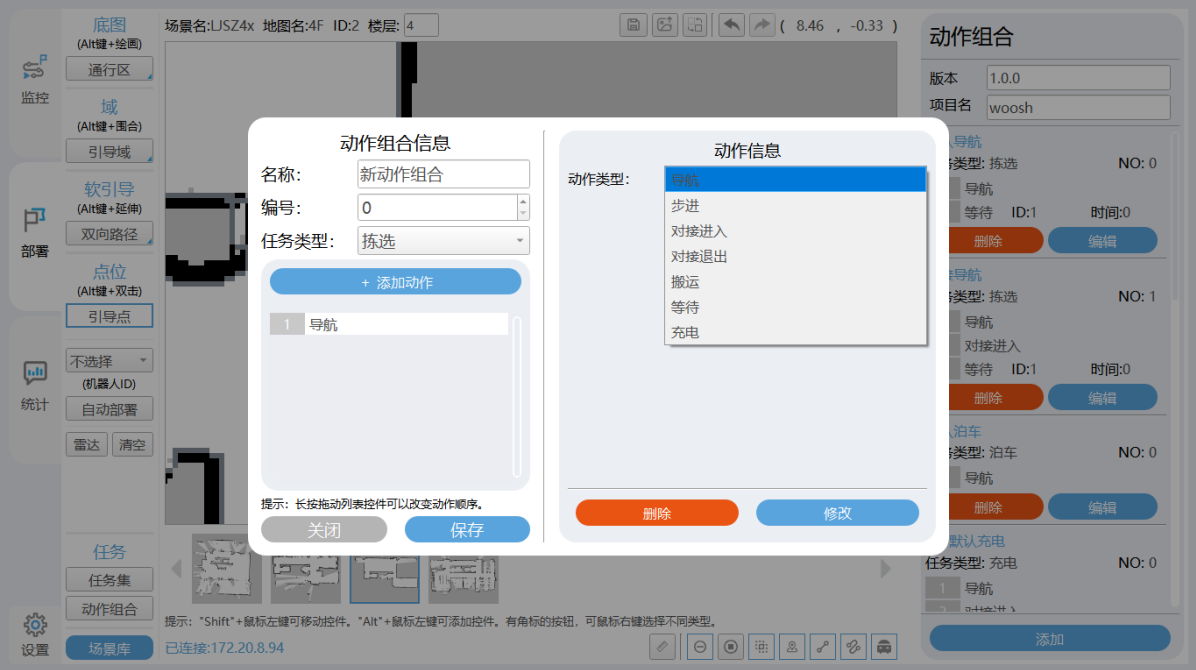 场景名:LJSZ4x 地图名:4F ID:2 楼层: 4
( 8.46 , -0.33 )
监控
部署
统计
设置
底图
(Alt键+绘画)
通行区
域
(Alt键+围合)
引导域
软引导
(Alt键+延伸)
双向路径
点位
(Alt键+双击)
引导点
不选择
(机器人ID)
自动部署
雷达 清空
任务
任务集
动作组合
场景库
动作组合信息
名称: 新动作组合
编号: 0
任务类型: 拣选
+ 添加动作
1 导航
提示：长按拖动列表控件可以改变动作顺序。
关闭 保存
动作信息
动作类型:
导航
步进
对接进入
对接退出
搬运
等待
充电
删除 修改
动作组合
版本 1.0.0
项目名 woosh
导航
类型: 拣选 NO: 0
导航
等待 ID:1 时间:0
删除 编辑
导航
类型: 拣选 NO: 1
导航
对接进入
等待 ID:1 时间:0
删除 编辑
泊车
类型: 泊车 NO: 0
导航
删除 编辑
默认充电
任务类型: 充电 NO: 0
1 导航
2 对接进入
添加
提示："Shift"+鼠标左键可移动控件。"Alt"+鼠标左键可添加控件。有角标的按钮，可鼠标右键选择不同类型。
已连接:172.20.8.94